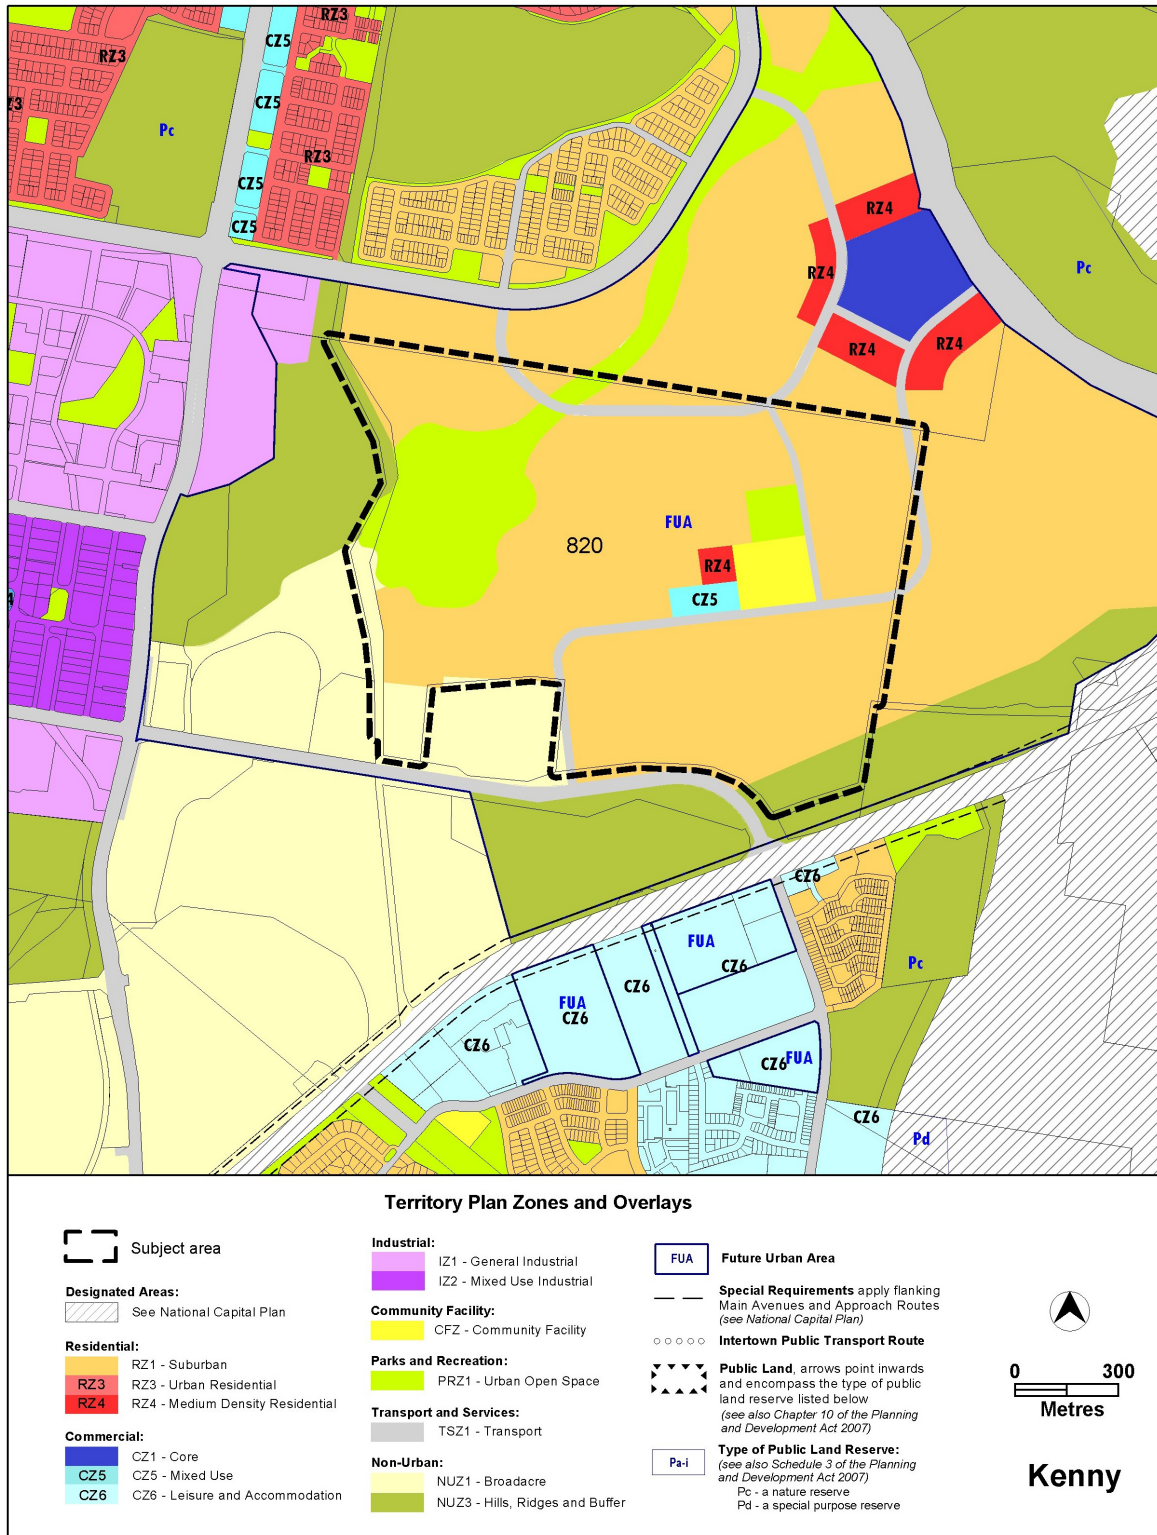 RZ3
CZ5
RZ3
CZ5
Z3
Pc
RZ3
CZ5
CZ5
RZ4
RZ4
Pc
RZ4
RZ4
FUA
820
RZ4
CZ5
4
CZ6
FUA
CZ6
Pc
CZ6
FUA
CZ6
CZ6
CZ6
FUA
CZ6
Pd
Territory Plan Zones and Overlays
Subject area
Designated Areas:
See National Capital Plan
Residential:
RZ1 - Suburban
RZ3 RZ3 - Urban Residential
RZ4 RZ4 - Medium Density Residential
Commercial:
CZ1 - Core
CZ5 CZ5 - Mixed Use
CZ6 CZ6 - Leisure and Accommodation
Industrial:
IZ1 - General Industrial
IZ2 - Mixed Use Industrial
Community Facility:
CFZ - Community Facility
Parks and Recreation:
PRZ1 - Urban Open Space
Transport and Services:
TSZ1 - Transport
Non-Urban:
NUZ1 - Broadacre
NUZ3 - Hills, Ridges and Buffer
FUA Future Urban Area
Special Requirements apply flanking
Main Avenues and Approach Routes
(see National Capital Plan)
Intertown Public Transport Route
Public Land, arrows point inwards
and encompass the type of public
land reserve listed below
(see also Chapter 10 of the Planning
and Development Act 2007)
Pa-i Type of Public Land Reserve:
(see also Schedule 3 of the Planning
and Development Act 2007)
Pc - a nature reserve
Pd - a special purpose reserve
0 300
Metres
Kenny